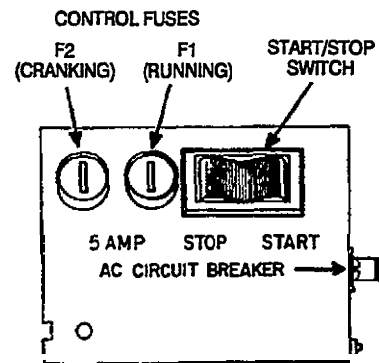 CONTROL FUSES
F2
(CRANKING)
F1
(RUNNING)
START/STOP
SWITCH
5 AMP STOP START
AC CIRCUIT BREAKER